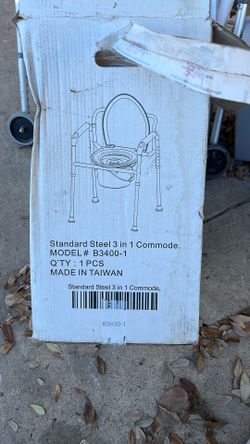 Standard Steel 3 in 1 Commode.
MODEL# B3400-1
Q'TY : 1 PCS
MADE IN TAIWAN
Standard Steel 3 in 1 Commode,
B3400-1